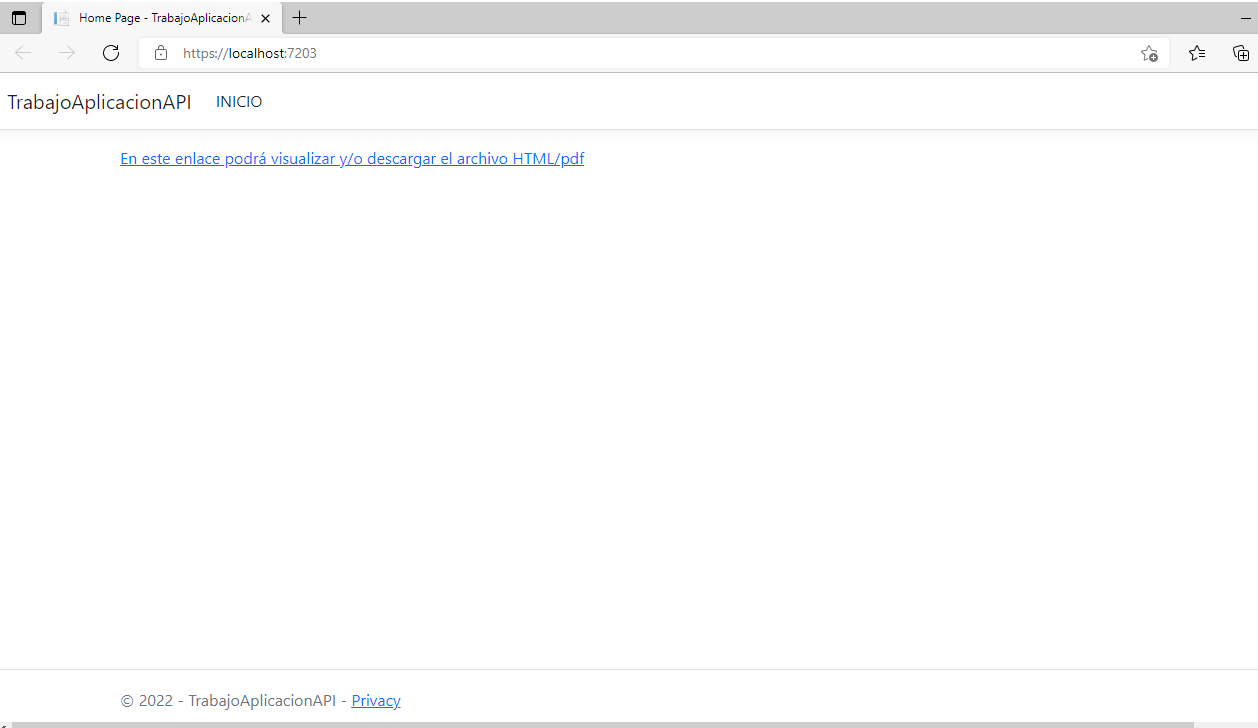 Home Page - TrabajoAplicacionA
https://localhost:7203
TrabajoAplicacionAPI INICIO
En este enlace podrá visualizar y/o descargar el archivo HTML/pdf
© 2022 - TrabajoAplicacionAPI - Privacy